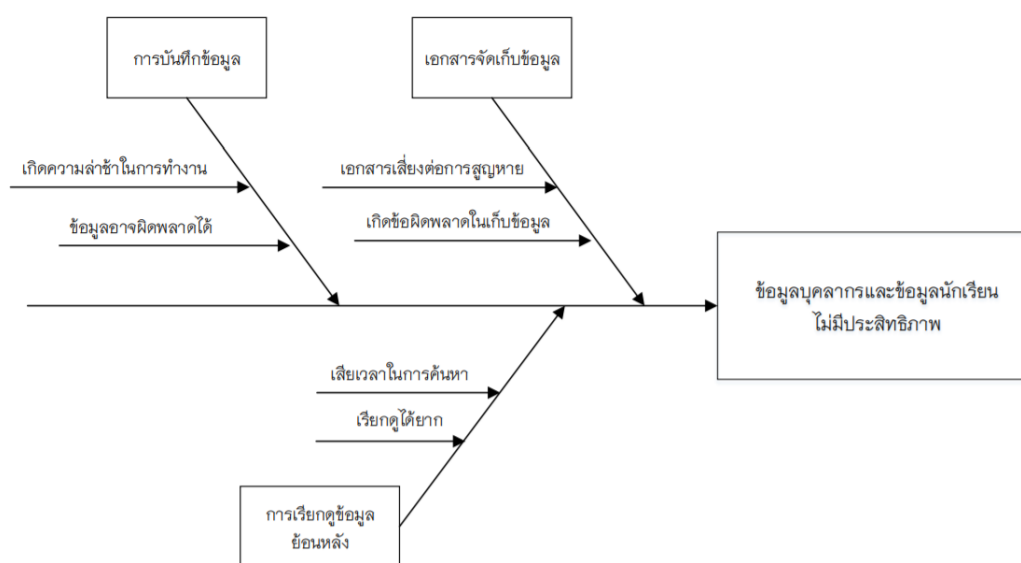 การบันทึกข้อมูล
เอกสารจัดเก็บข้อมูล
เกิดความล่าช้าในการทำงาน
เอกสารเสี่ยงต่อการสูญหาย
ข้อมูลอาจผิดพลาดได้
เกิดข้อผิดพลาดในเก็บข้อมูล
ข้อมูลบุคลากรและข้อมูลนักเรียน
ไม่มีประสิทธิภาพ
เสียเวลาในการค้นหา
เรียกดูได้ยาก
การเรียกดูข้อมูล
ย้อนหลัง